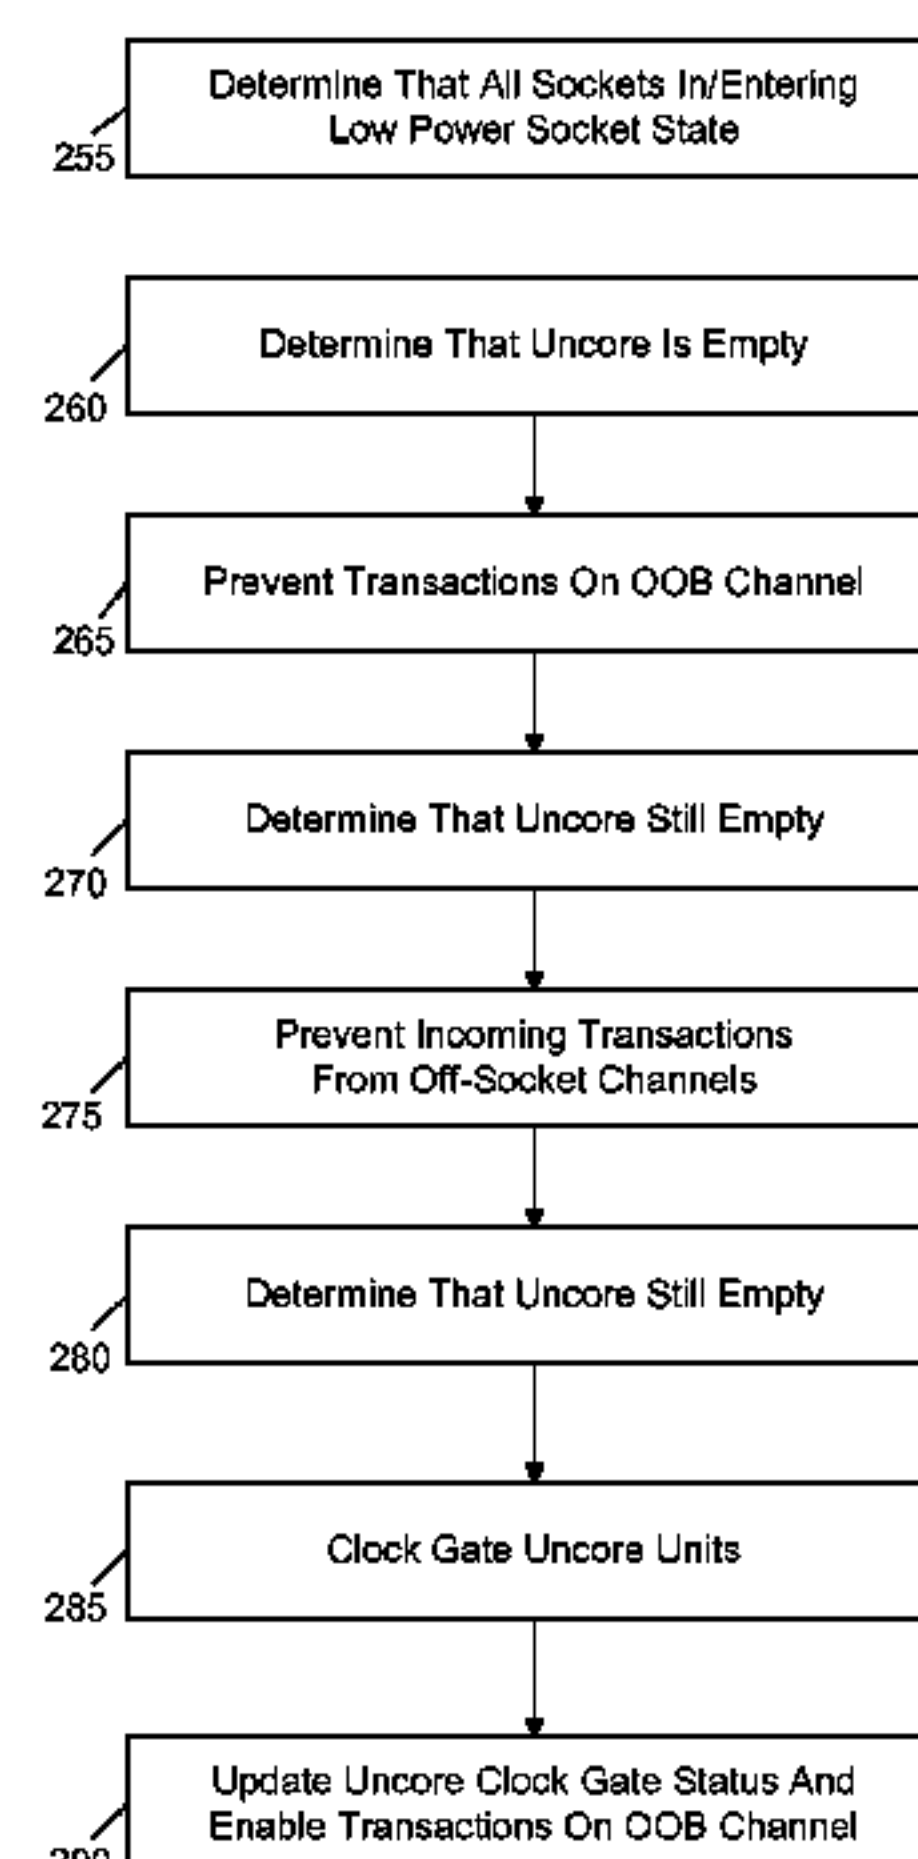 Determine That All Sockets In/Entering
Low Power Socket State
255
Determine That Uncore Is Empty
260
Prevent Transactions On OOB Channel
265
Determine That Uncore Still Empty
270
Prevent Incoming Transactions
From Off-Socket Channels
275
Determine That Uncore Still Empty
280
Clock Gate Uncore Units
285
Update Uncore Clock Gate Status And
Enable Transactions On OOB Channel